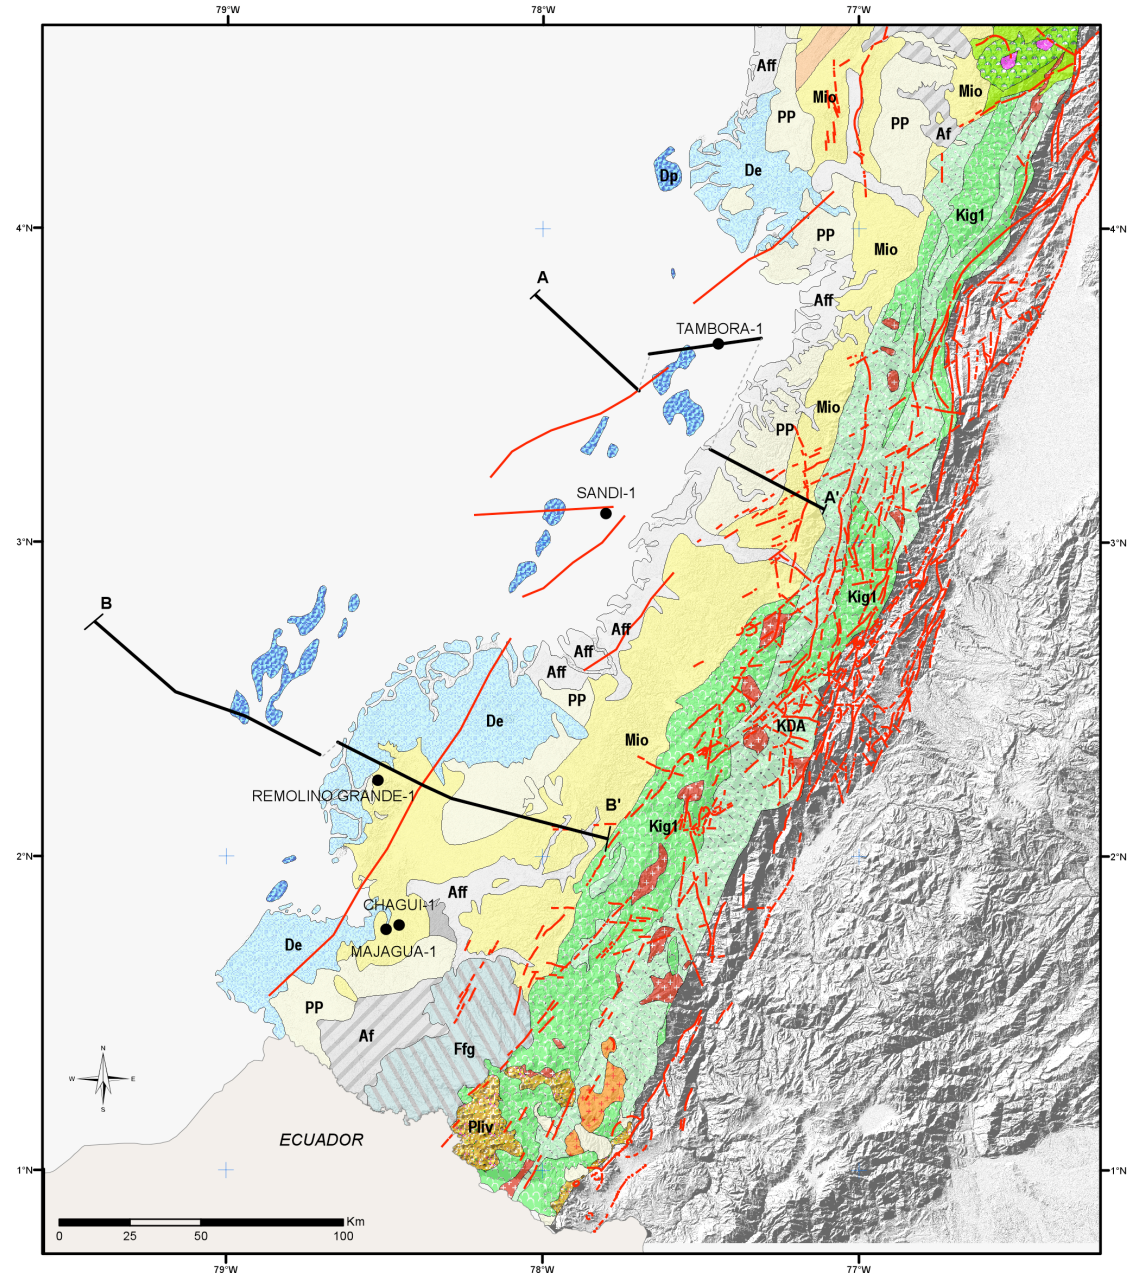 79°W 78°W 77°W
Aff
Mio
Mio
PP
PP
Af
De
Dp
Kig1
4°N 4°N
PP
Mio
A
Aff
TAMBORA-1
Mio
PP
SANDI-1
A'
3°N 3°N
Kig1
B
Aff
Aff
Aff
PP
De
KDA
Mio
REMOLINO GRANDE-1
B'
Kig1
2°N 2°N
Aff
CHAGUI-1
De
MAJAGUA-1
PP
Af
Ffg
N
W E
S
Pliv
ECUADOR
1°N 1°N
Km
0 25 50 100
79°W 78°W 77°W